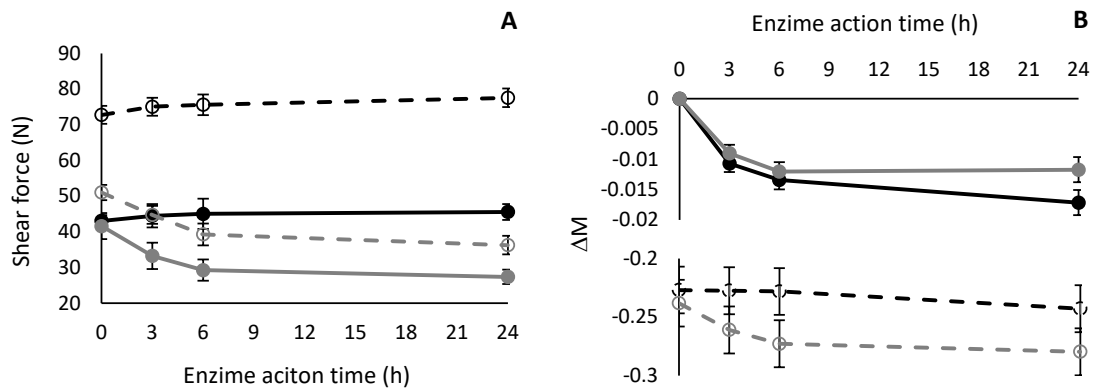 A
90
80
70
60
50
40
30
20
Shear force (N)
0 3 6 9 12 15 18 21 24
Enzime aciton time (h)
B
Enzime action time (h)
0 3 6 9 12 15 18 21 24
0
-0.005
-0.01
-0.015
-0.02
ΔM
-0.2
-0.25
-0.3